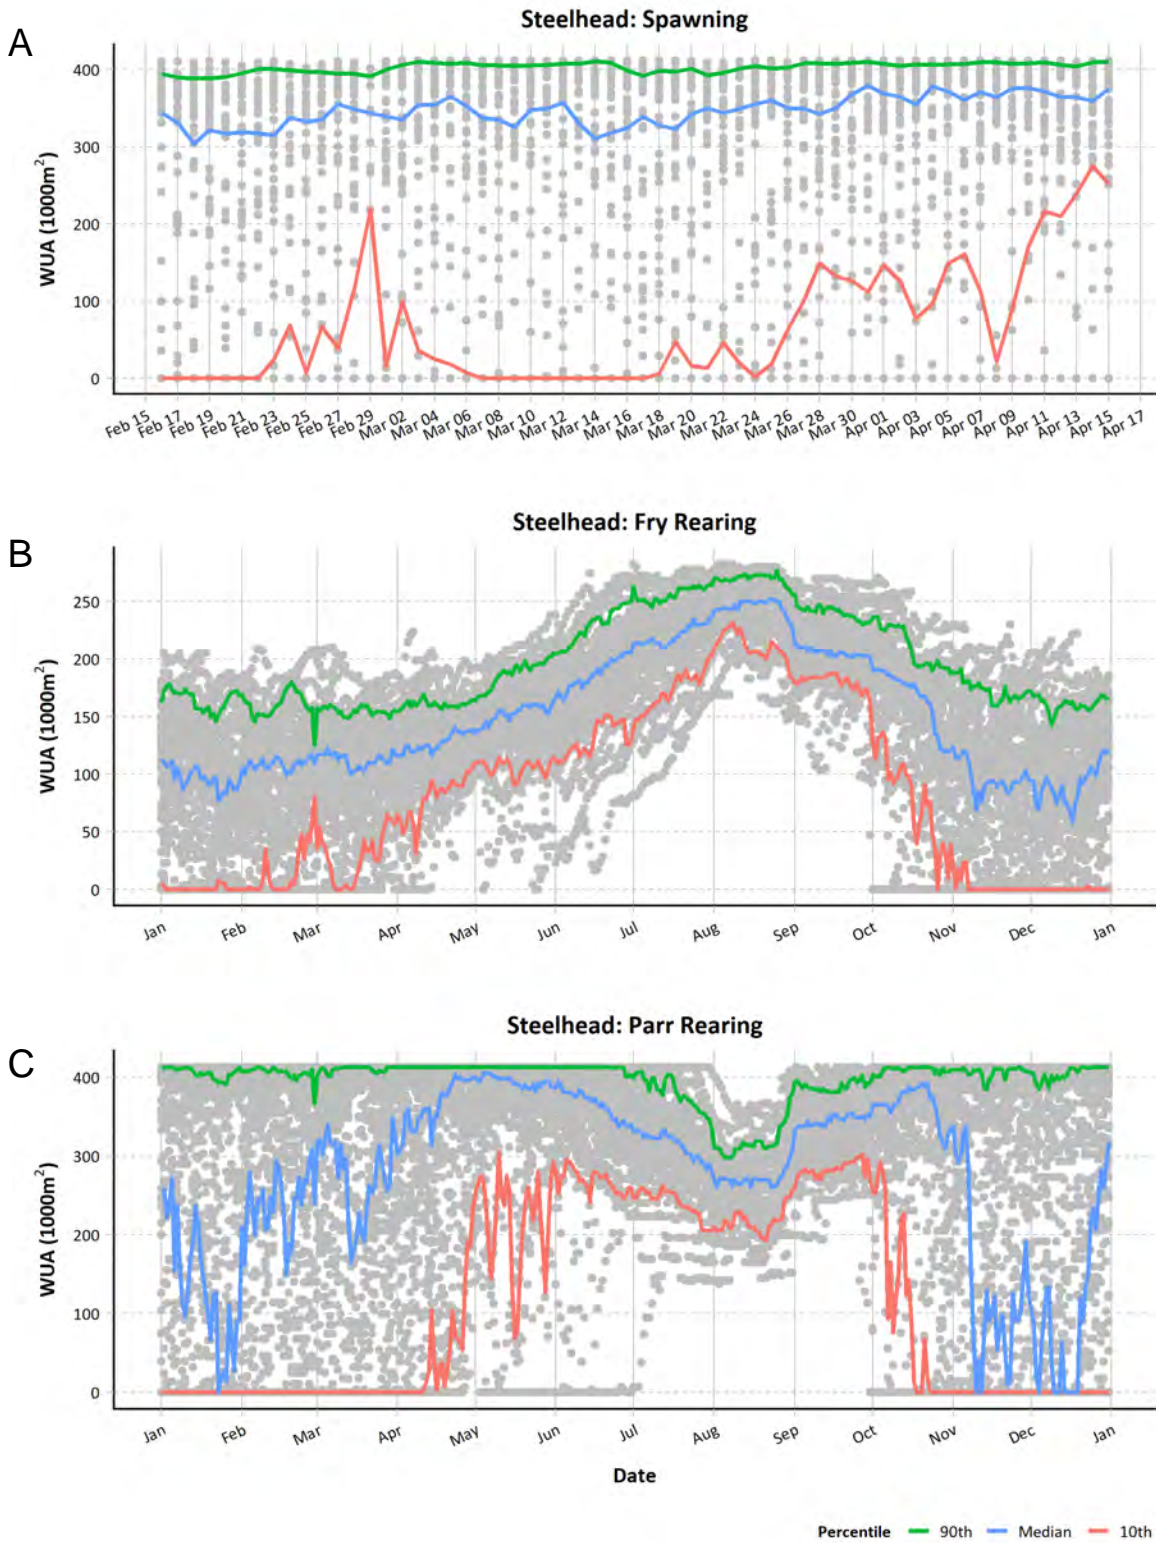 A
Steelhead: Spawning
WUA (1000m²)
400
300
200
100
0
Feb 15 Feb 17 Feb 19 Feb 21 Feb 23 Feb 25 Feb 27 Feb 29 Mar 02 Mar 04 Mar 06 Mar 08 Mar 10 Mar 12 Mar 14 Mar 16 Mar 18 Mar 20 Mar 22 Mar 24 Mar 26 Mar 28 Mar 30 Apr 01 Apr 03 Apr 05 Apr 07 Apr 09 Apr 11 Apr 13 Apr 15 Apr 17
B
Steelhead: Fry Rearing
WUA (1000m²)
250
200
150
100
50
0
Jan Feb Mar Apr May Jun Jul Aug Sep Oct Nov Dec Jan
C
Steelhead: Parr Rearing
WUA (1000m²)
400
300
200
100
0
Jan Feb Mar Apr May Jun Jul Aug Sep Oct Nov Dec Jan
Date
Percentile 90th Median 10th